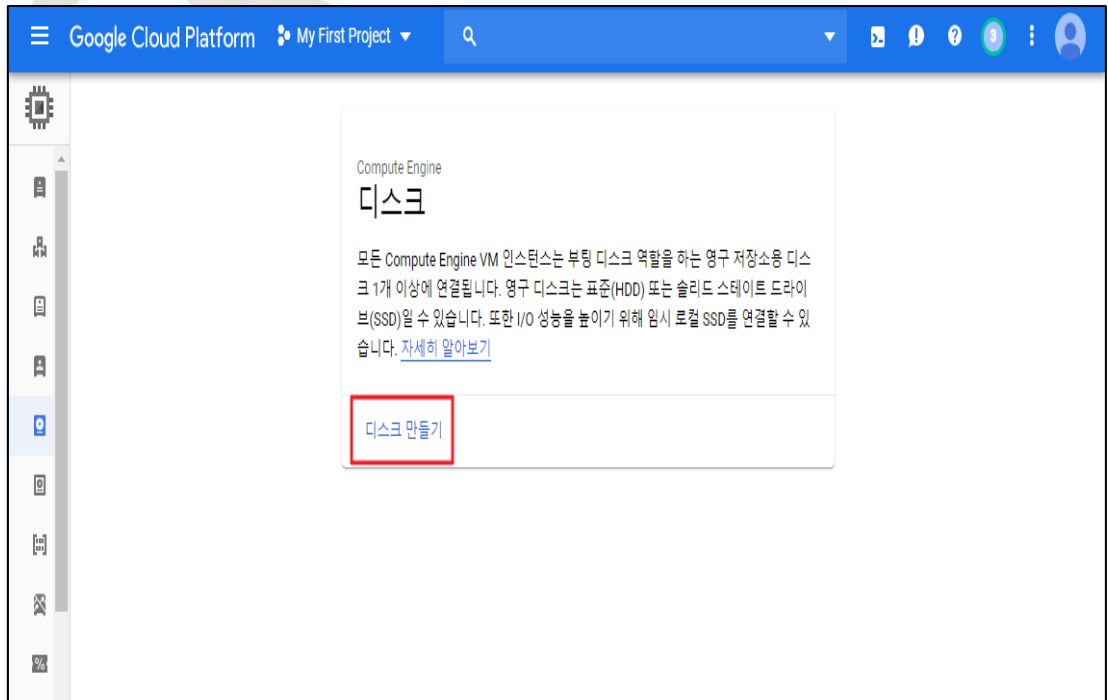 Google Cloud Platform My First Project
3
Compute Engine
디스크
모든 Compute Engine VM 인스턴스는 부팅 디스크 역할을 하는 영구 저장소용 디스
크 1개 이상에 연결됩니다. 영구 디스크는 표준(HDD) 또는 솔리드 스테이트 드라이
브(SSD)일 수 있습니다. 또한 I/O 성능을 높이기 위해 임시 로컬 SSD를 연결할 수 있
습니다. 자세히 알아보기
디스크 만들기